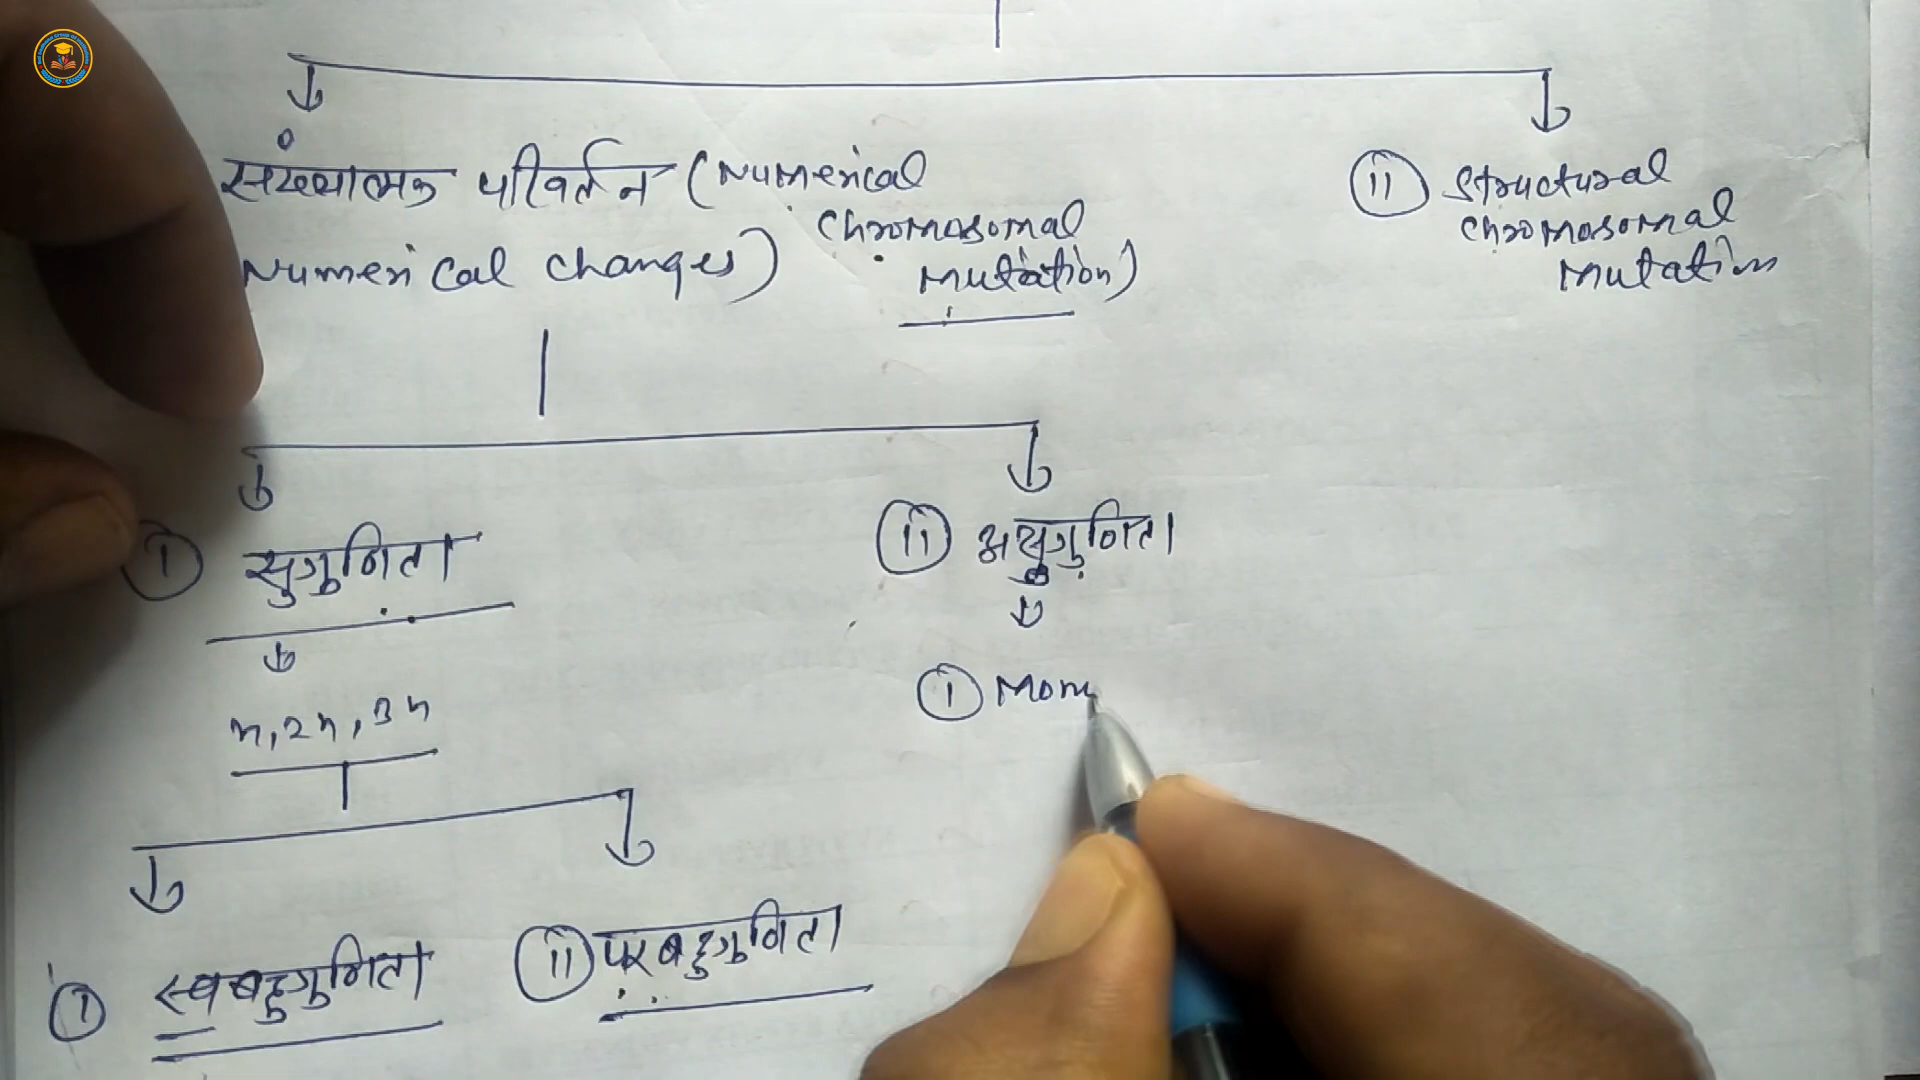 संख्यात्मक परिवर्तन (Numerical
Chromosomal
Numerical changes)
Mutation)
(ii) Structural
Chromosomal
Mutation
(i) सुगुनिता
(ii) असुगुनिता
n, 2n, 3n
(i) Mon
(i) स्वबहुगुनिता
(ii) परबहुगुनिता